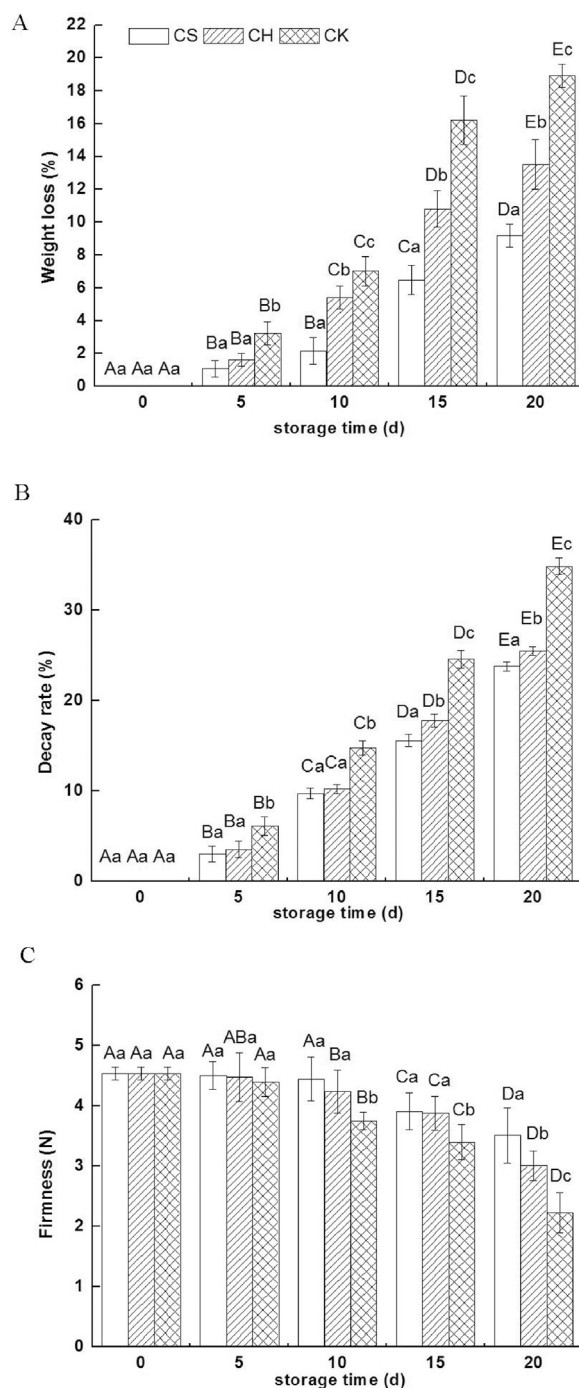 A
22
CS CH CK
20
18
16
14
12
10
8
6
4
2
0
Weight loss (%)
Aa Aa Aa
Ba Ba Bb
Ba Cb Cc
Ca Db Dc
Da Eb Ec
0 5 10 15 20
storage time (d)
B
40
30
20
10
0
Decay rate (%)
Aa Aa Aa
Ba Ba Bb
Ca Ca Cb
Da Db Dc
Ea Eb Ec
0 5 10 15 20
storage time (d)
C
6
5
4
3
2
1
0
Firmness (N)
Aa Aa Aa
Aa ABa Aa
Aa Ba Bb
Ca Ca Cb
Da Db Dc
0 5 10 15 20
storage time (d)